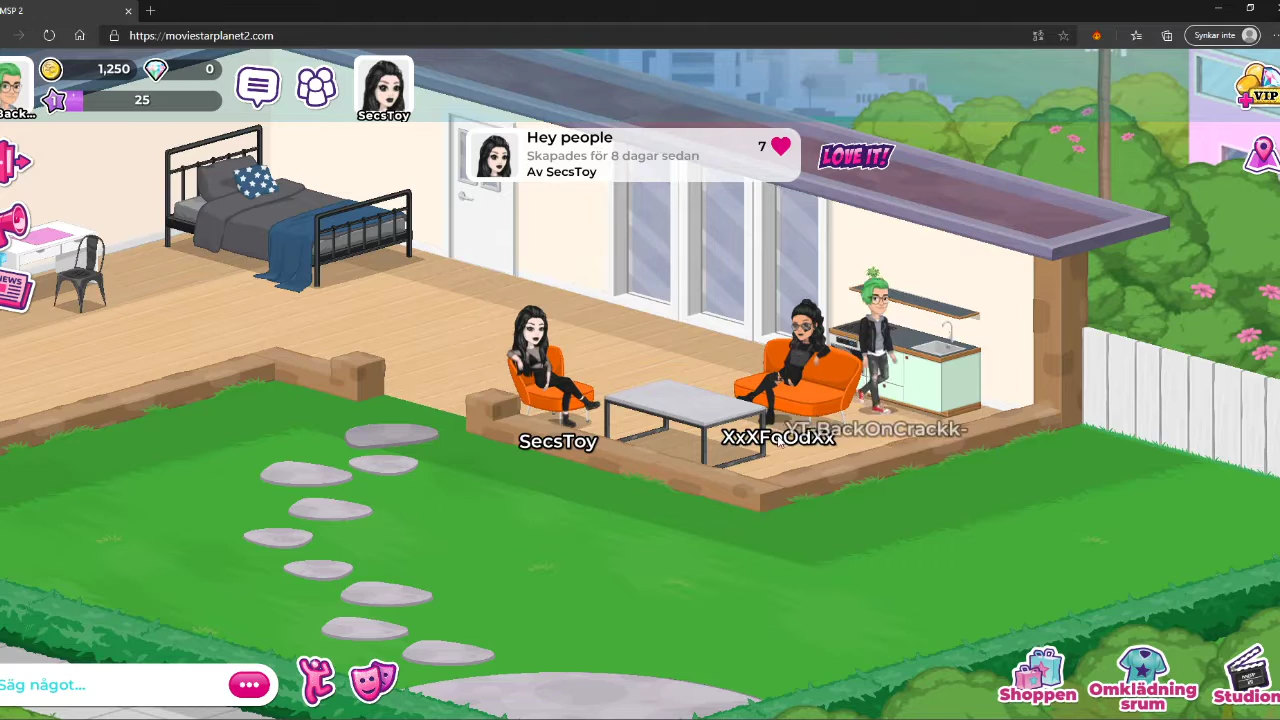 MSP 2
https://moviestarplanet2.com
Synkar inte
1,250
0
1
25
Back...
SecsToy
VIP
Hey people
Skapades för 8 dagar sedan
Av SecsToy
7
LOVE IT!
NEWS
SecsToy
YT-BackOnCrackk-
Säg något...
Shoppen
Omklädning
srum
Studion